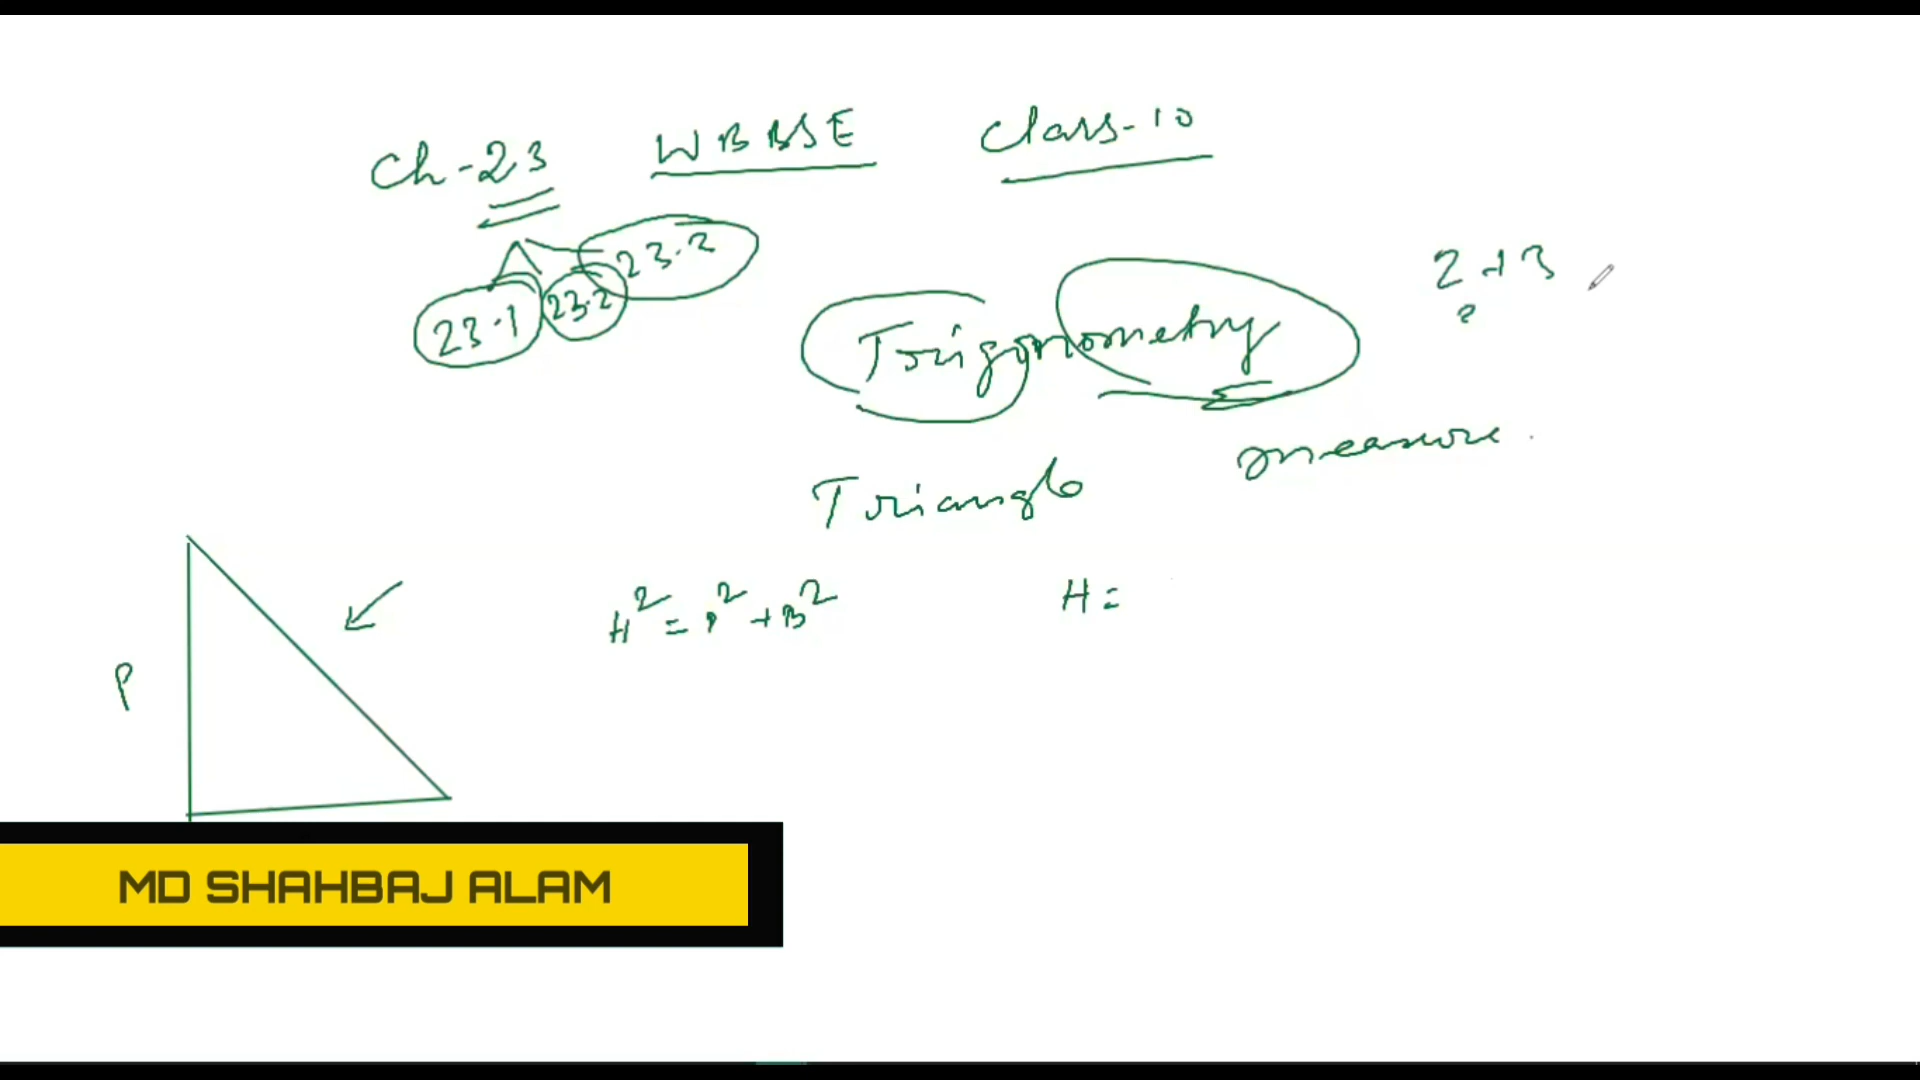 Ch-23 WBBSE Class-10
23.1 23.2 23.2
Trigonometry
2+3
2
measure.
Triangle
H²=P²+B² H=
P
MD SHAHBAJ ALAM